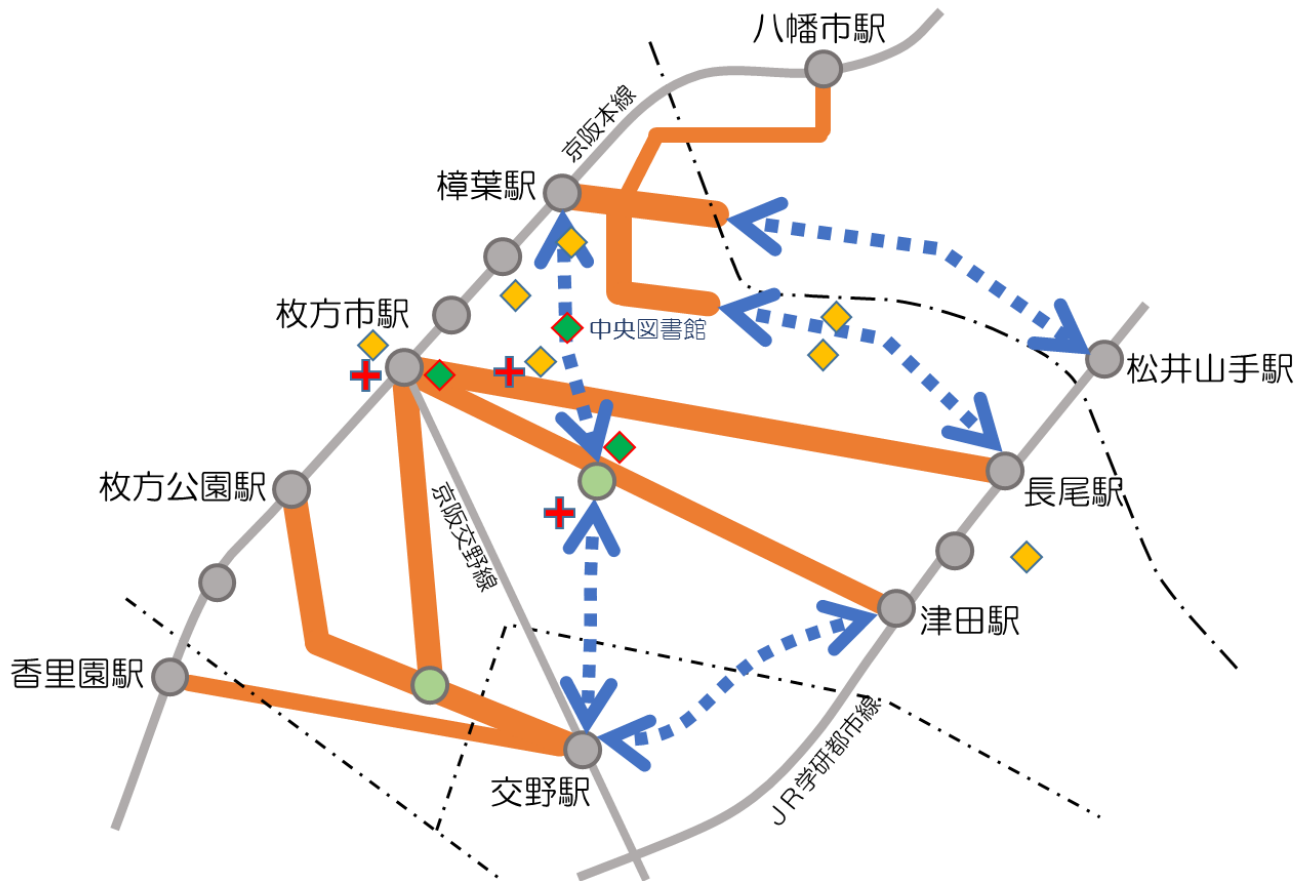 八幡市駅
京阪本線
樟葉駅
枚方市駅
中央図書館
松井山手駅
長尾駅
枚方公園駅
京阪交野線
津田駅
香里園駅
JR学研都市線
交野駅